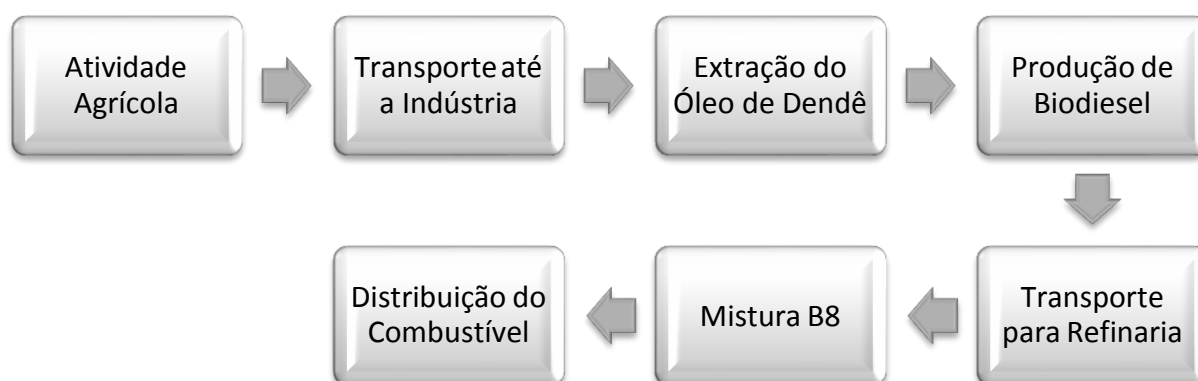 Atividade
Agrícola
Transporte até
a Indústria
Extração do
Óleo de Dendê
Produção de
Biodiesel
Transporte
para Refinaria
Mistura B8
Distribuição do
Combustível